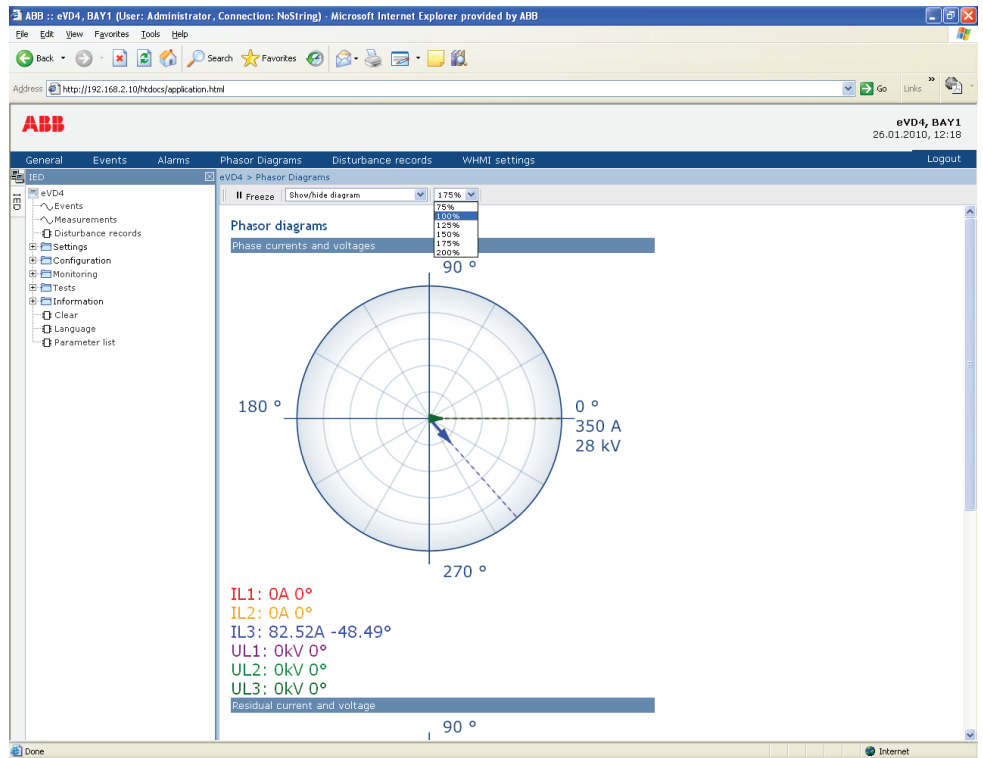 ABB :: eVD4, BAY1 (User: Administrator, Connection: NoString) - Microsoft Internet Explorer provided by ABB
File Edit View Favorites Tools Help
Back Search Favorites
Address http://192.168.2.10/htdocs/application.html Go Links »
ABB
eVD4, BAY1
26.01.2010, 12:18
General Events Alarms Phasor Diagrams Disturbance records WHMI settings Logout
IED
IED
eVD4
Events
Measurements
Disturbance records
Settings
Configuration
Monitoring
Tests
Information
Clear
Language
Parameter list
eVD4 > Phasor Diagrams
Freeze Show/hide diagram 175%
75%
100%
125%
150%
175%
200%
Phasor diagrams
Phase currents and voltages
90 °
180 °
0 °
350 A
28 kV
270 °
IL1: 0A 0°
IL2: 0A 0°
IL3: 82.52A -48.49°
UL1: 0kV 0°
UL2: 0kV 0°
UL3: 0kV 0°
Residual current and voltage
90 °
Done Internet